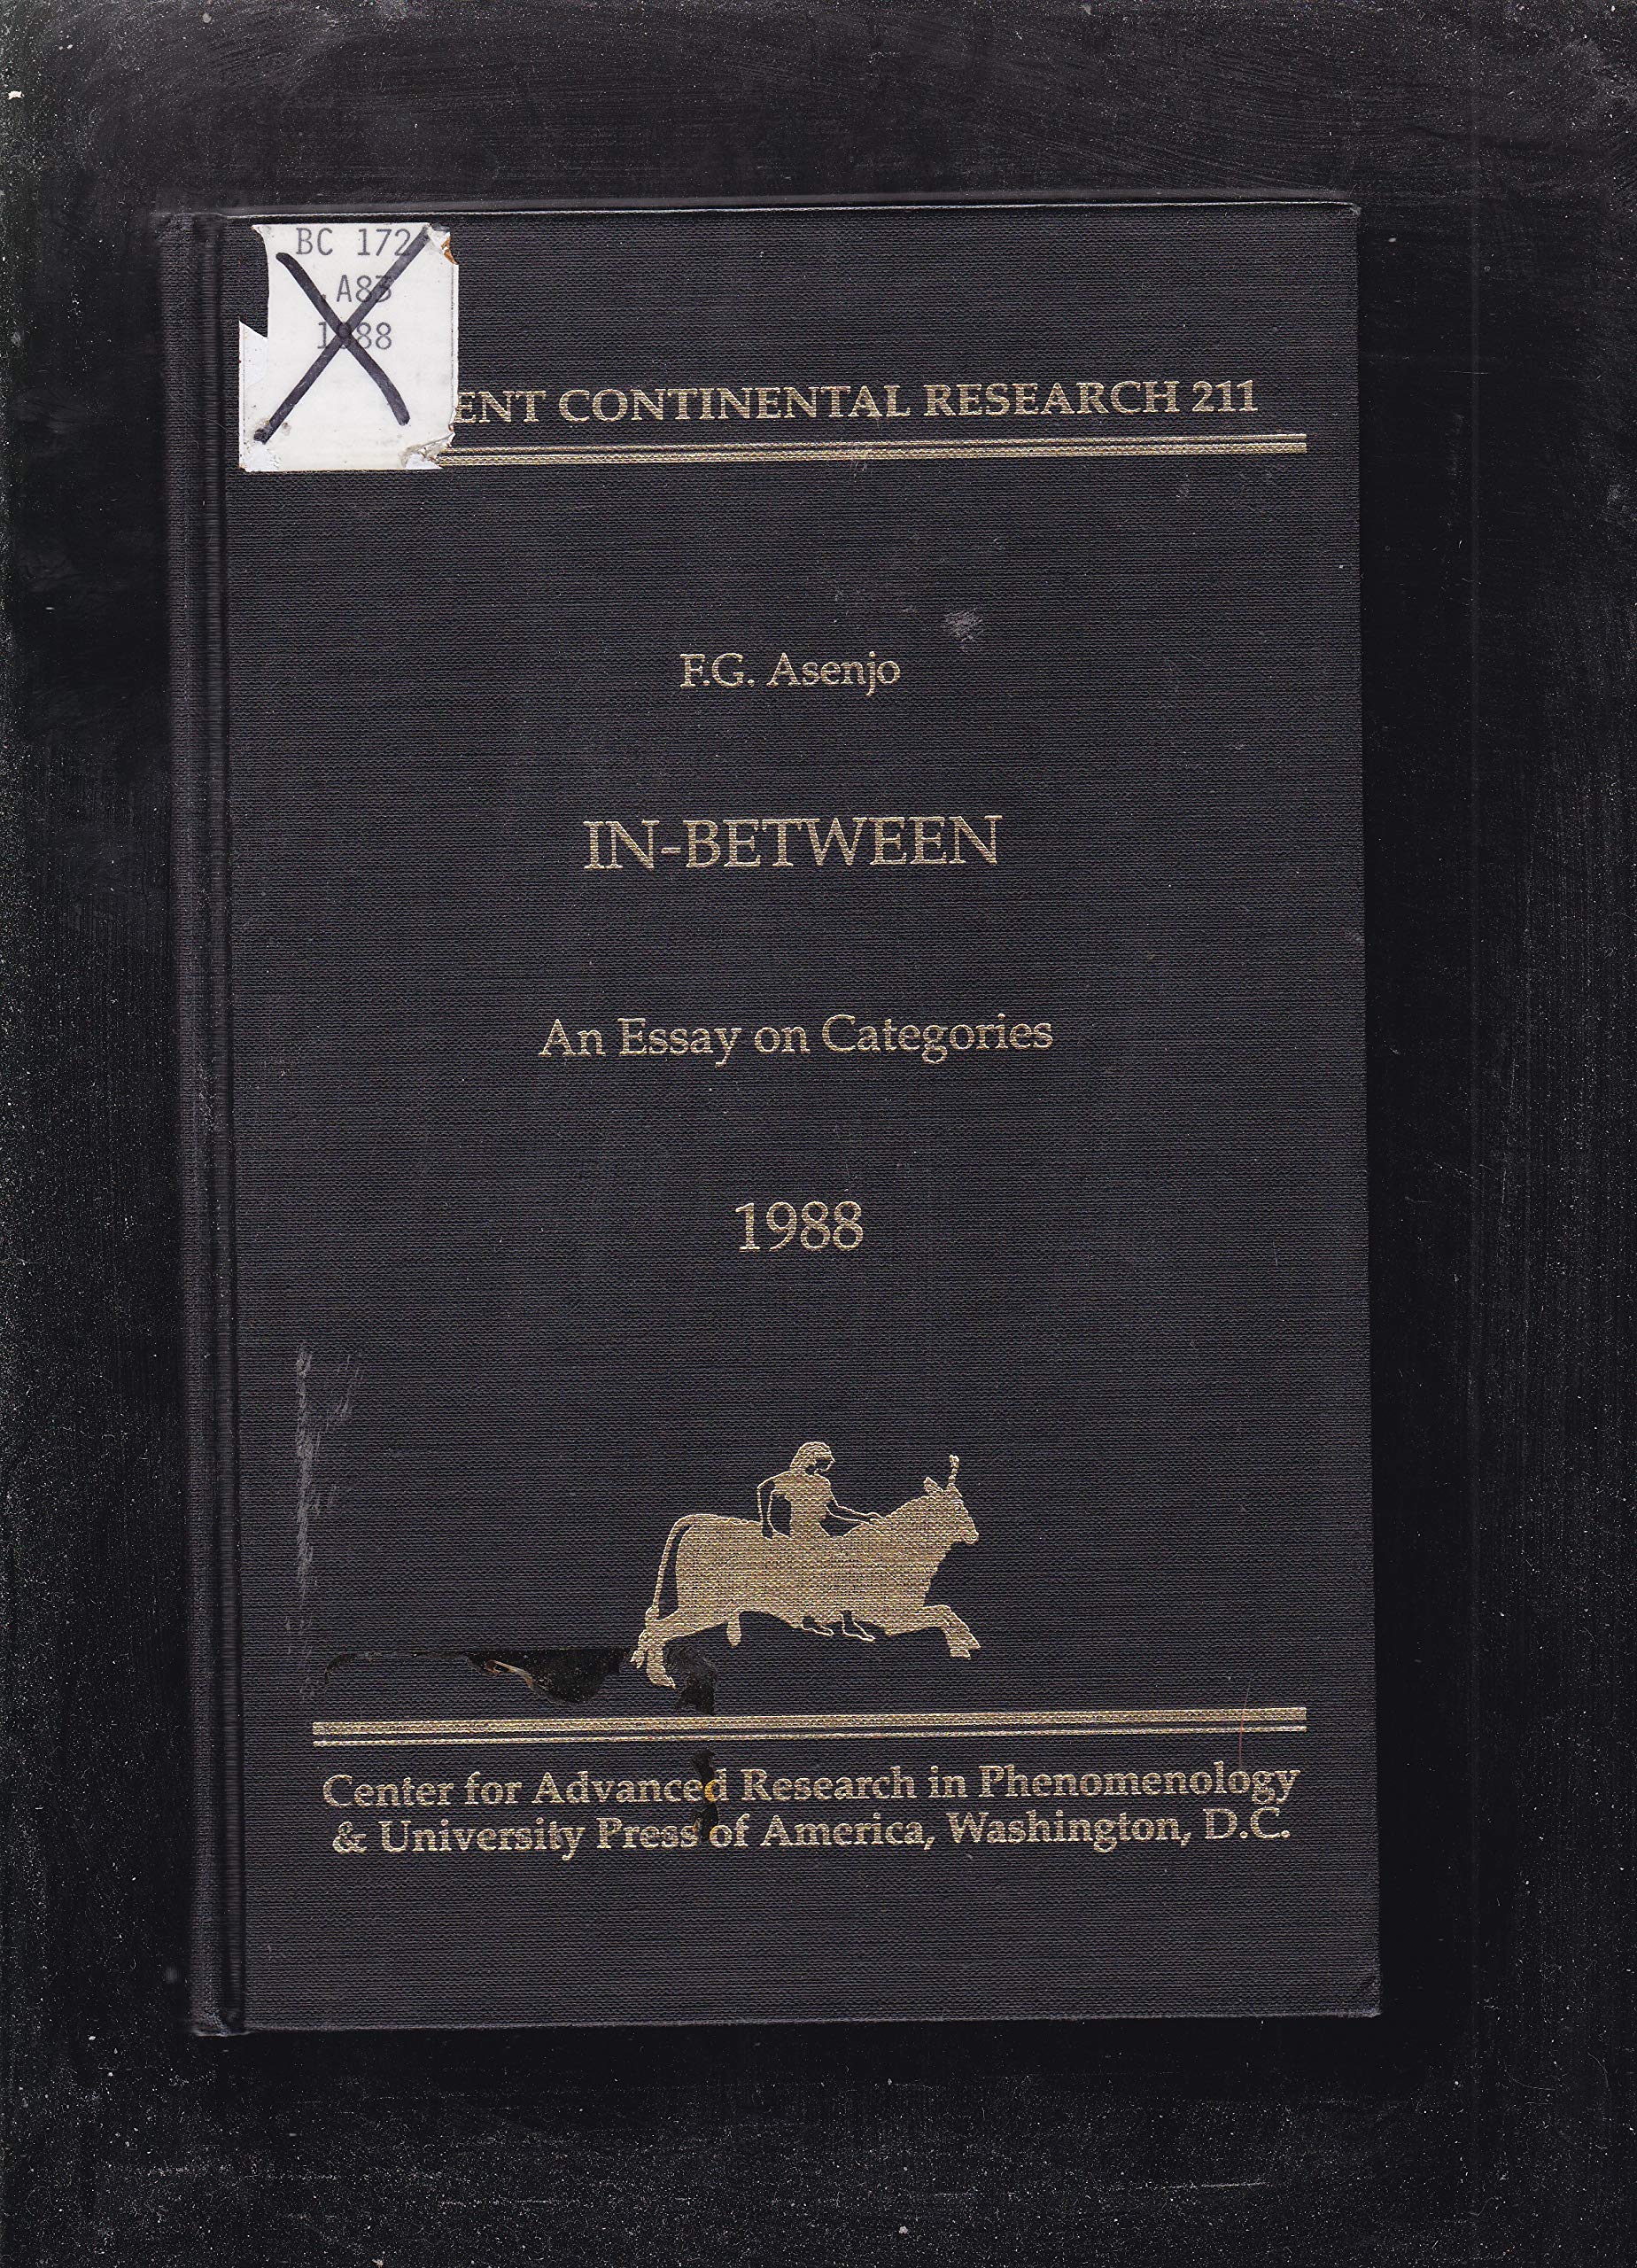 BC 172
.A83
1988
ENT CONTINENTAL RESEARCH 211
F.G. Asenjo
IN-BETWEEN
An Essay on Categories
1988
Center for Advanced Research in Phenomenology
& University Press of America, Washington, D.C.